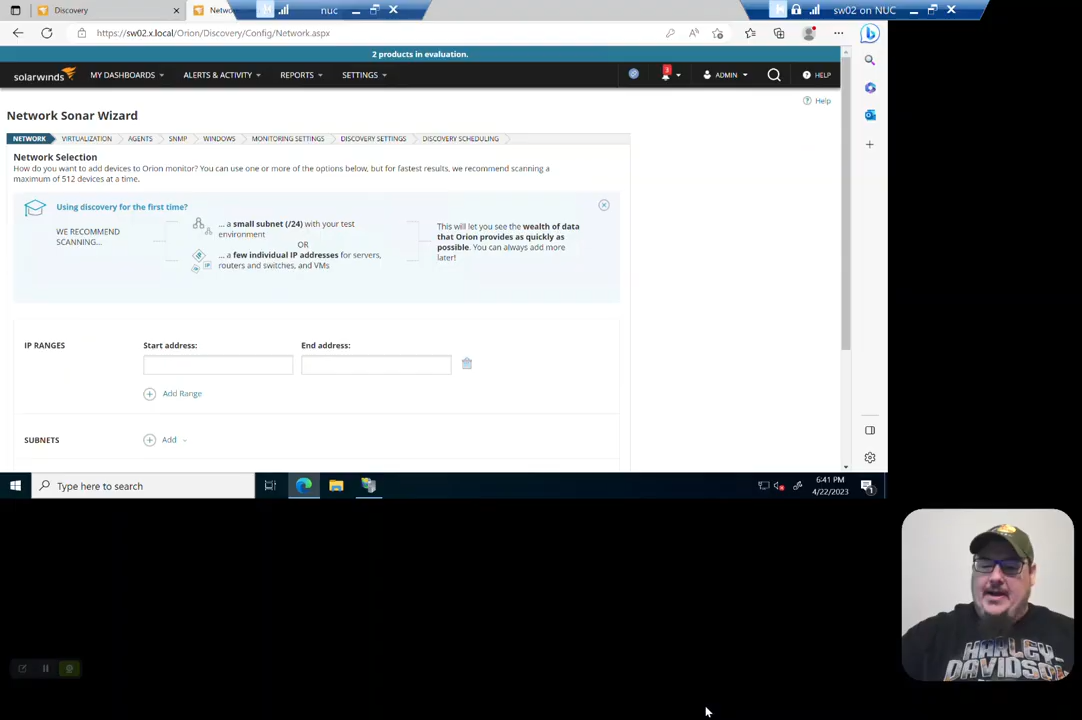 Discovery
Netwo
nuc
sw02 on NUC
https://sw02.x.local/Orion/Discovery/Config/Network.aspx
2 products in evaluation.
solarwinds
MY DASHBOARDS
ALERTS & ACTIVITY
REPORTS
SETTINGS
3
ADMIN
HELP
Help
Network Sonar Wizard
NETWORK
VIRTUALIZATION
AGENTS
SNMP
WINDOWS
MONITORING SETTINGS
DISCOVERY SETTINGS
DISCOVERY SCHEDULING
Network Selection
How do you want to add devices to Orion monitor? You can use one or more of the options below, but for fastest results, we recommend scanning a
maximum of 512 devices at a time.
Using discovery for the first time?
WE RECOMMEND
SCANNING...
... a small subnet (/24) with your test
environment
OR
... a few individual IP addresses for servers,
routers and switches, and VMs
This will let you see the wealth of data
that Orion provides as quickly as
possible. You can always add more
later!
IP RANGES
Start address:
End address:
Add Range
SUBNETS
Add
Type here to search
6:41 PM
4/22/2023
1
HARLEY-
DAVIDSON